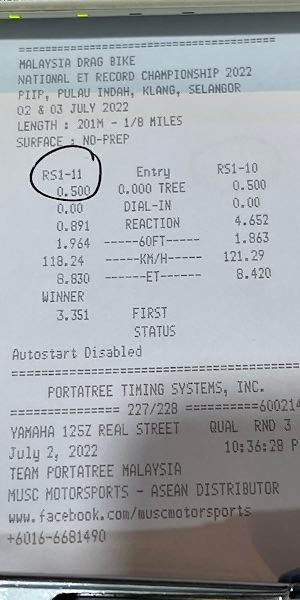 MALAYSIA DRAG BIKE
NATIONAL ET RECORD CHAMPIONSHIP 2022
PIIP, PULAU INDAH, KLANG, SELANGOR
02 & 03 JULY 2022
LENGTH : 201M - 1/8 MILES
SURFACE : NO-PREP
RS1-11 Entry RS1-10
0.500 0.000 TREE 0.500
0.00 DIAL-IN 0.00
0.891 REACTION 4.652
1.964 -----60FT----- 1.863
118.24 -----KM/H----- 121.29
8.830 ------ET------ 8.420
WINNER
3.351 FIRST
STATUS
Autostart Disabled
PORTATREE TIMING SYSTEMS, INC.
============ 227/228 ==========600214
YAMAHA 125Z REAL STREET QUAL RND 3
July 2, 2022 10:36:28 P
TEAM PORTATREE MALAYSIA
MUSC MOTORSPORTS - ASEAN DISTRIBUTOR
www.facebook.com/muscmotorsports
+6016-6681490